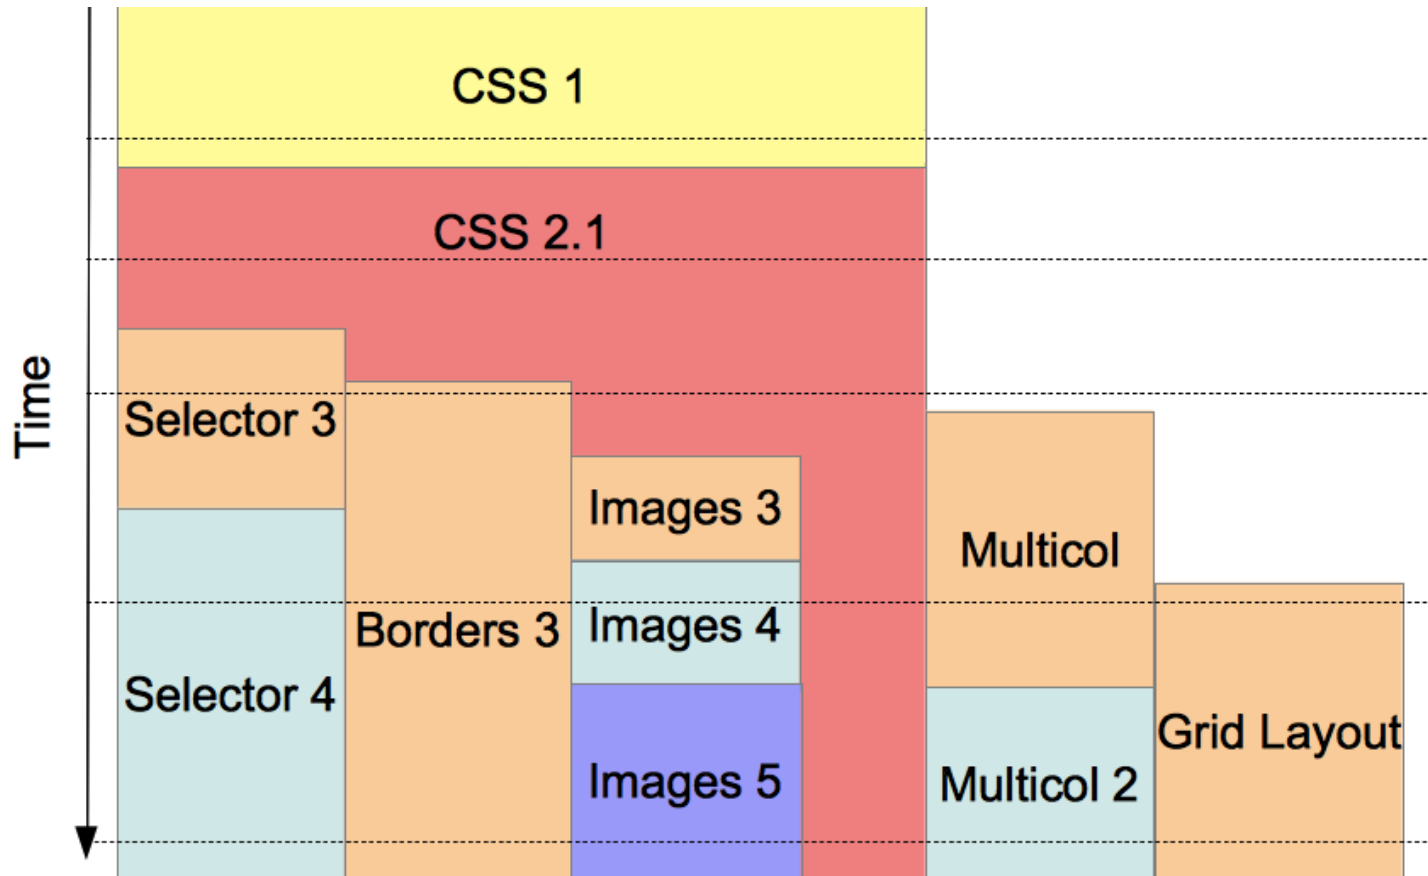 CSS 1
CSS 2.1
Time
Selector 3
Images 3
Multicol
Borders 3
Images 4
Selector 4
Grid Layout
Images 5
Multicol 2